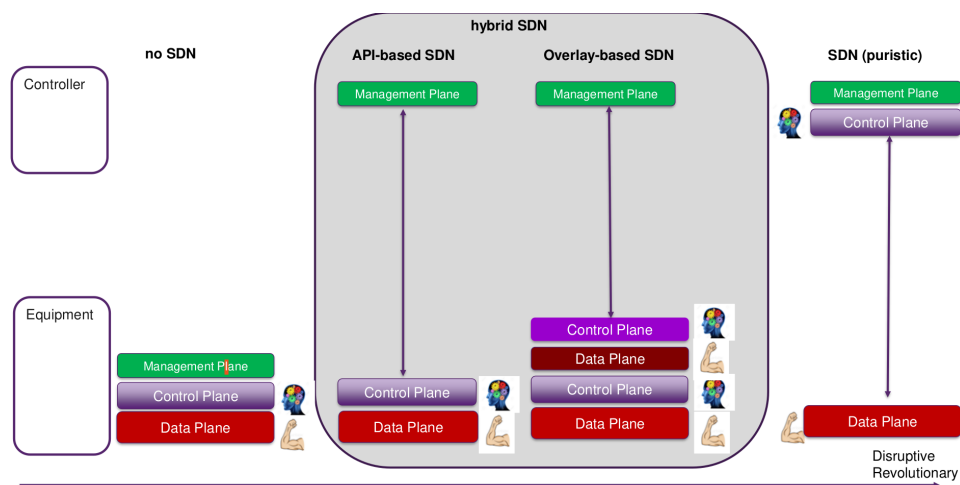 hybrid SDN
no SDN
API-based SDN
Overlay-based SDN
SDN (puristic)
Controller
Management Plane
Management Plane
Management Plane
Control Plane
Equipment
Management Plane
Control Plane
Data Plane
Control Plane
Data Plane
Control Plane
Data Plane
Control Plane
Data Plane
Data Plane
Disruptive
Revolutionary